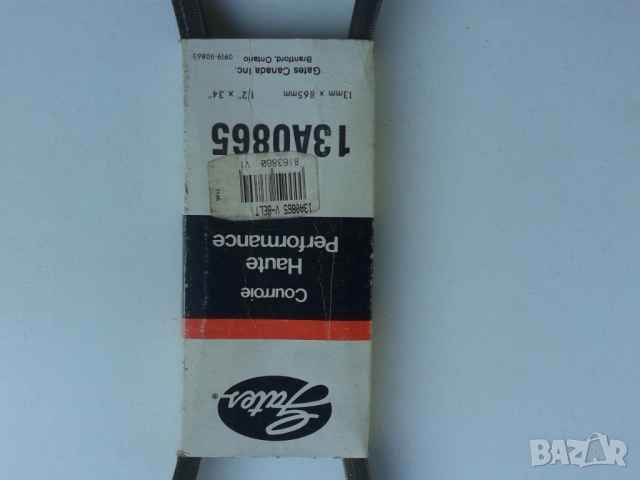 Gates®
Courroie
Haute
Performance
13A0865 V-BELT
8163860 V1
13A0865
1/2" x 34"
13mm x 865mm
Gates Canada Inc.
Brantford, Ontario
0919-90865
BAZAR